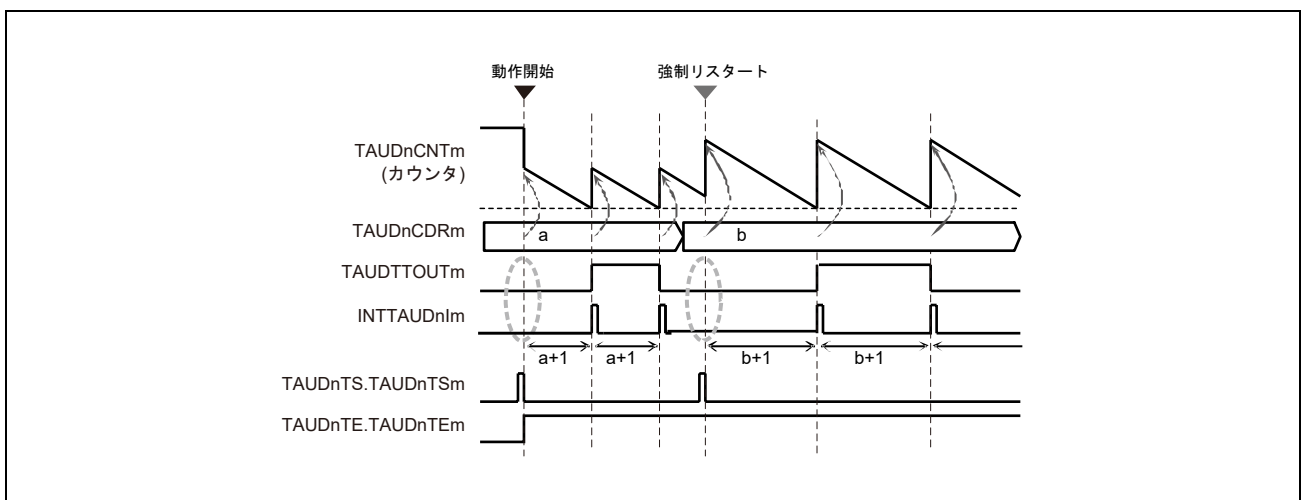 動作開始
強制リスタート
TAUDnCNTm
(カウンタ)
TAUDnCDRm
a
b
TAUDTTOUTm
INTTAUDnIm
a+1
a+1
b+1
b+1
TAUDnTS.TAUDnTSm
TAUDnTE.TAUDnTEm